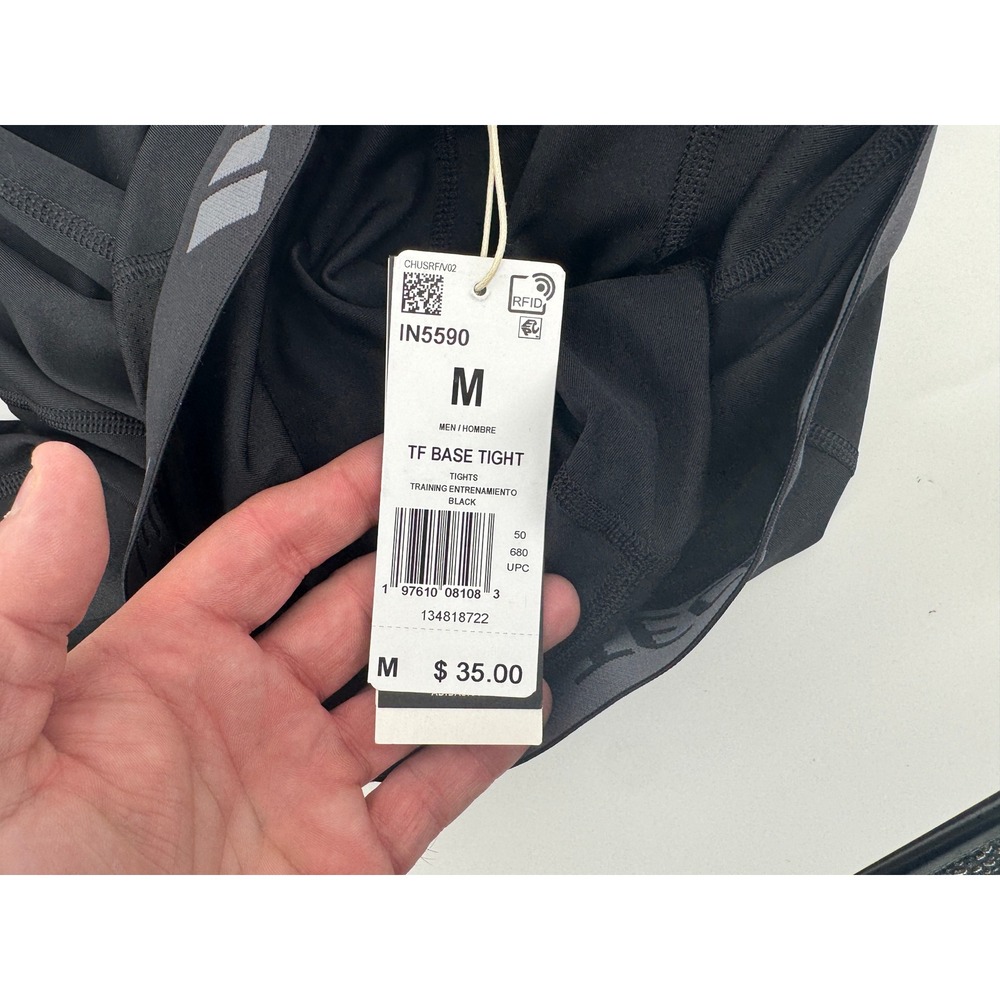 CHUSRF/V02
RFID
IN5590
M
MEN / HOMBRE
TF BASE TIGHT
TIGHTS
TRAINING ENTRENAMIENTO
BLACK
50
680
UPC
1 97610 08108 3
134818722
M $ 35.00